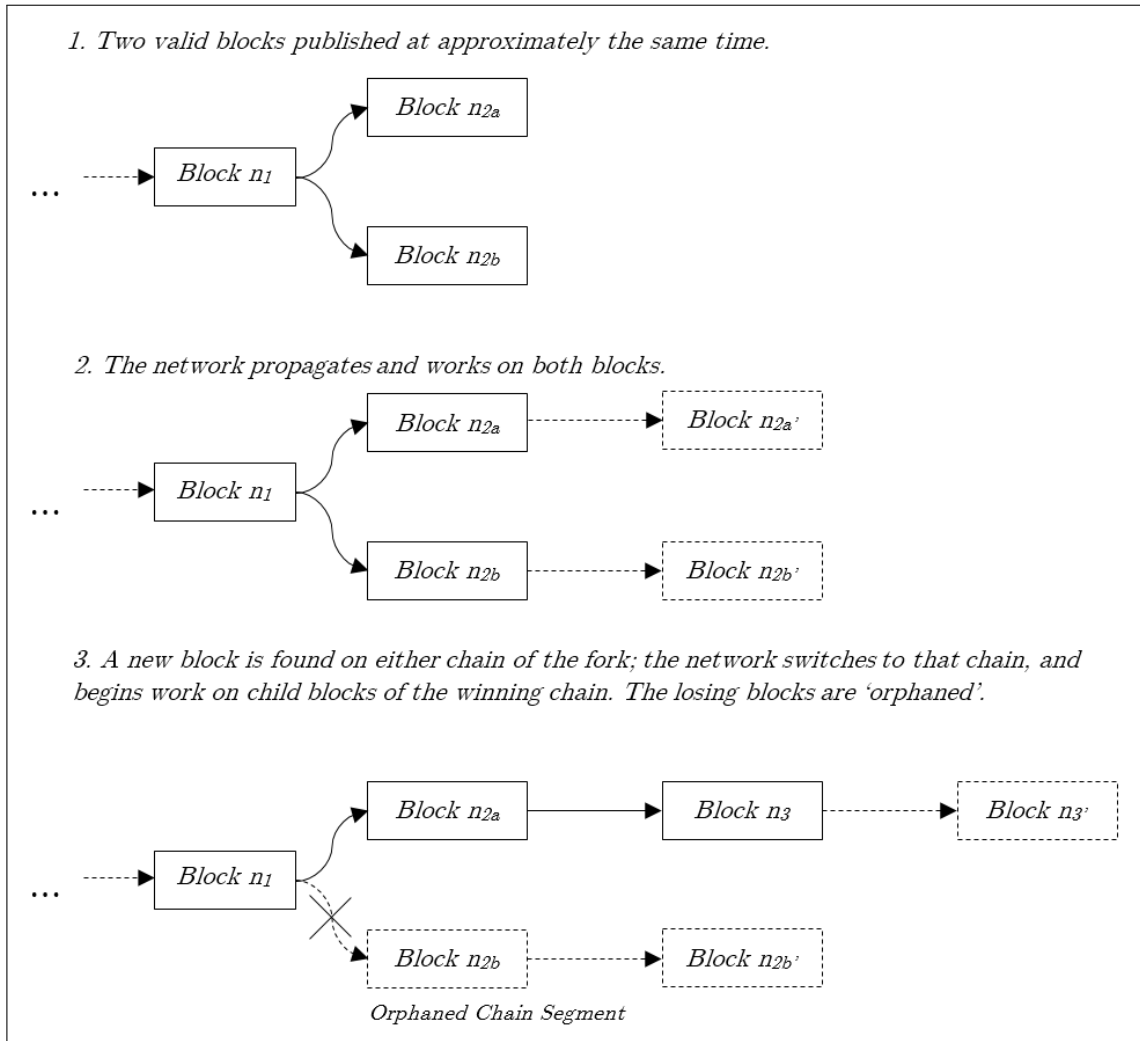 1. Two valid blocks published at approximately the same time.
Block n2a
Block n1
...
Block n2b
2. The network propagates and works on both blocks.
Block n2a
Block n2a'
Block n1
...
Block n2b
Block n2b'
3. A new block is found on either chain of the fork; the network switches to that chain, and
begins work on child blocks of the winning chain. The losing blocks are ‘orphaned’.
Block n2a
Block n3
Block n3'
Block n1
...
Block n2b
Block n2b'
Orphaned Chain Segment